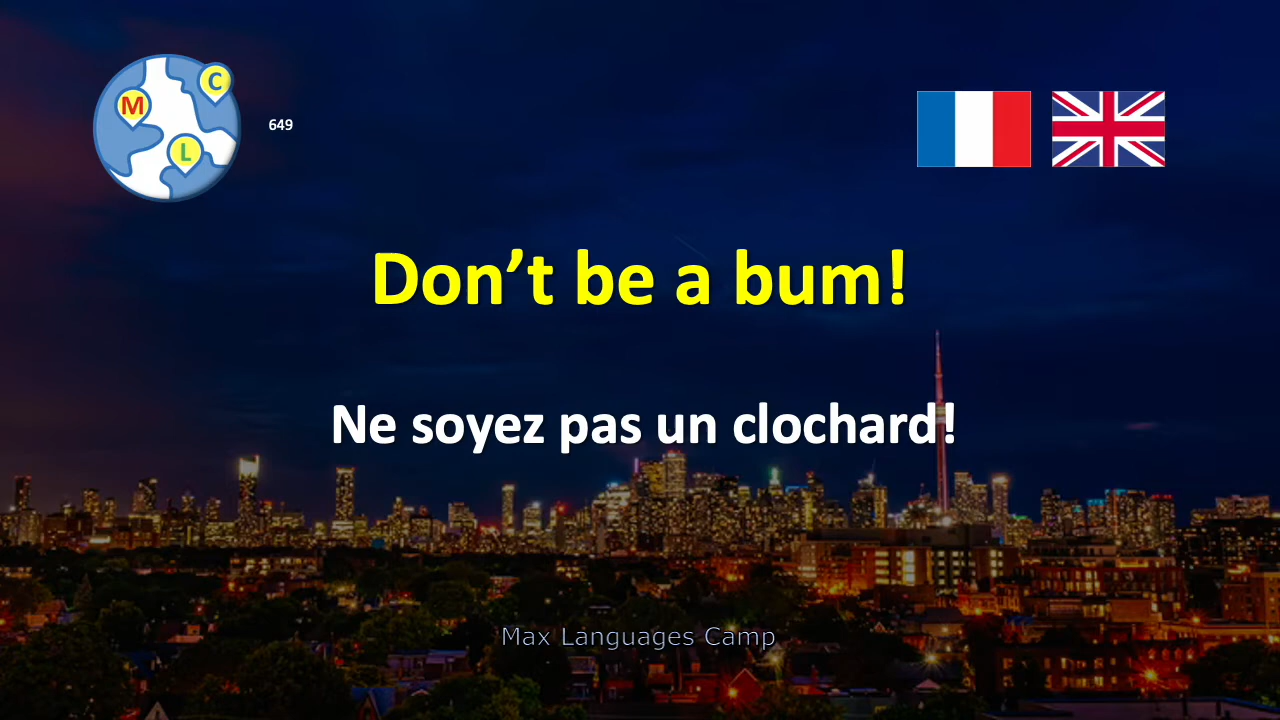 M
C
L
649
Don’t be a bum!
Ne soyez pas un clochard!
Max Languages Camp